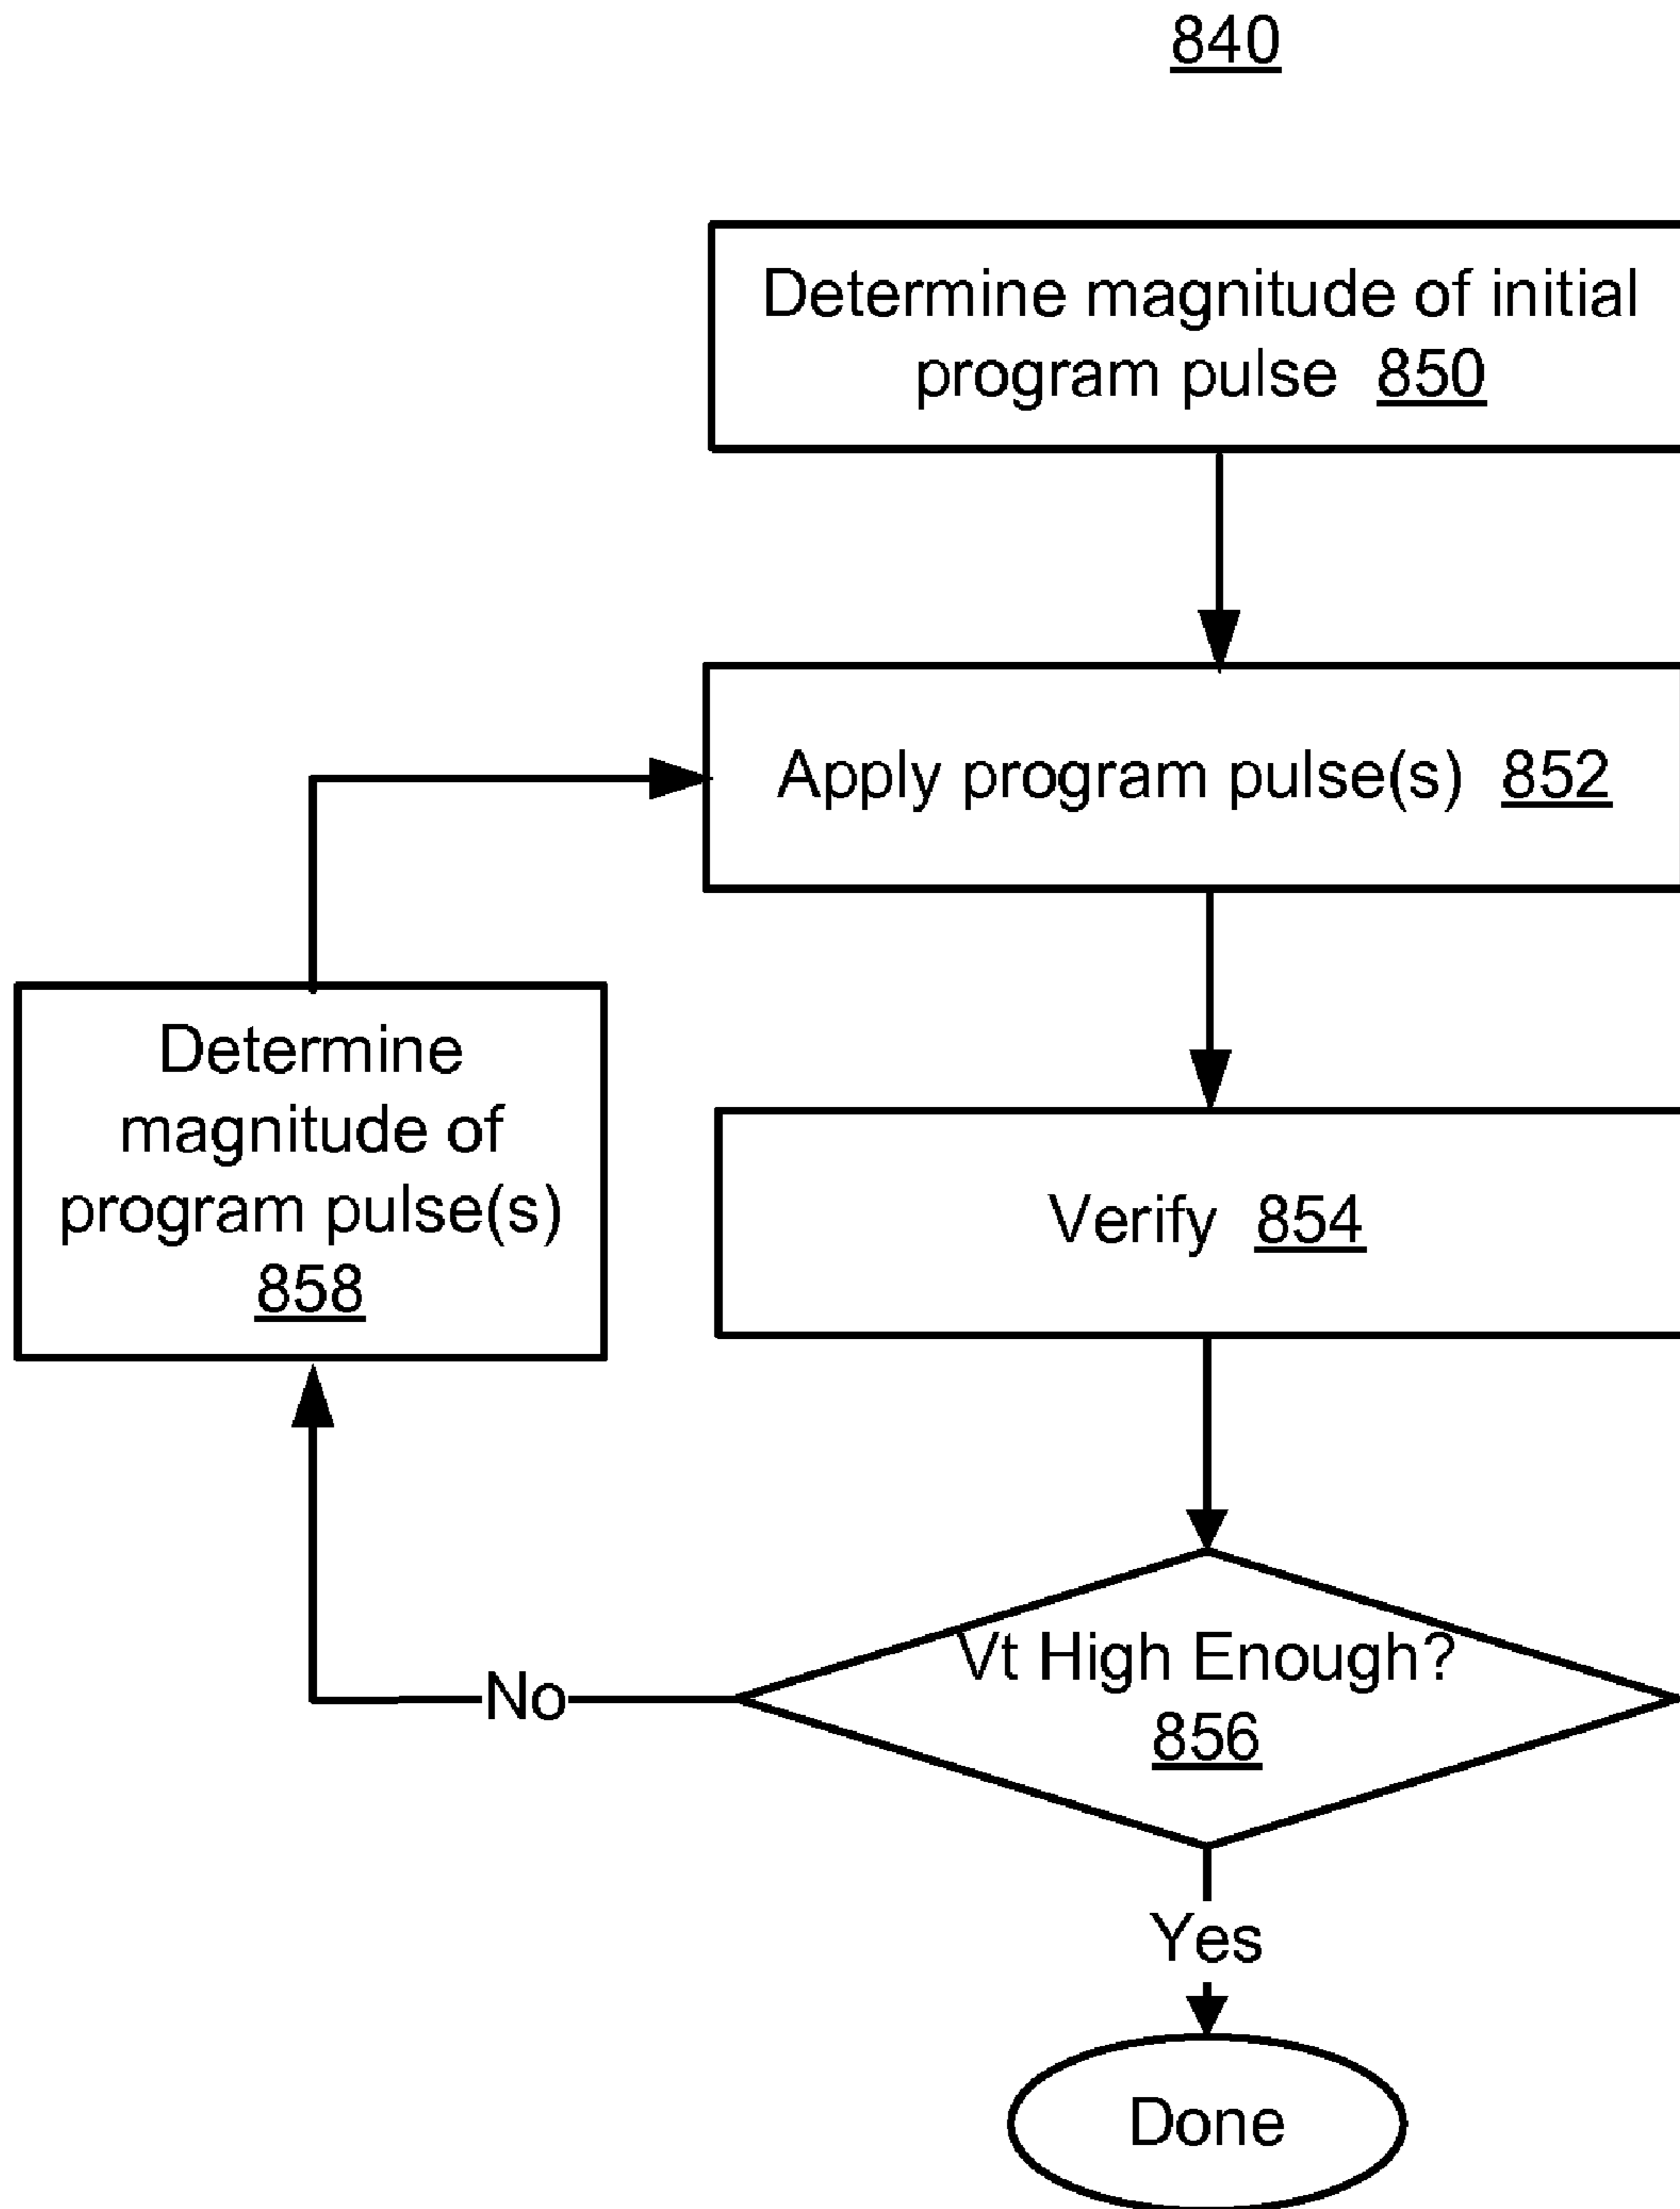 840
Determine magnitude of initial
program pulse 850
Apply program pulse(s) 852
Determine
magnitude of
program pulse(s)
858
Verify 854
Vt High Enough?
856
No
Yes
Done